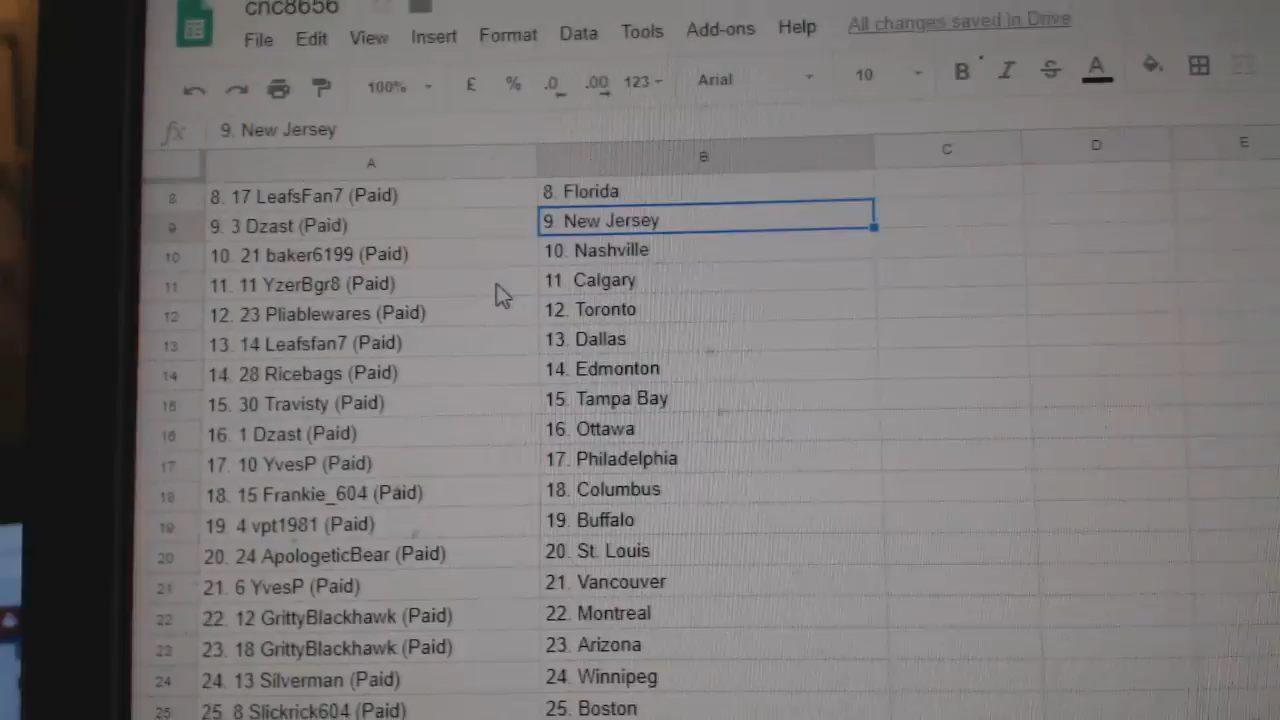 cnc8656
File Edit View Insert Format Data Tools Add-ons Help All changes saved in Drive
100% £ % .0 .00 123 Arial 10 B I S A
fx 9. New Jersey
A B C D E
8 8. 17 LeafsFan7 (Paid) 8. Florida
9 9. 3 Dzast (Paid) 9. New Jersey
10 10. 21 baker6199 (Paid) 10. Nashville
11 11. 11 YzerBgr8 (Paid) 11 Calgary
12 12. 23 Pliablewares (Paid) 12. Toronto
13 13. 14 Leafsfan7 (Paid) 13. Dallas
14 14. 28 Ricebags (Paid) 14. Edmonton
15 15. 30 Travisty (Paid) 15. Tampa Bay
16 16. 1 Dzast (Paid) 16. Ottawa
17 17. 10 YvesP (Paid) 17. Philadelphia
18 18. 15 Frankie_604 (Paid) 18. Columbus
19 19. 4 vpt1981 (Paid) 19. Buffalo
20 20. 24 ApologeticBear (Paid) 20. St. Louis
21 21. 6 YvesP (Paid) 21. Vancouver
22 22. 12 GrittyBlackhawk (Paid) 22. Montreal
23 23. 18 GrittyBlackhawk (Paid) 23. Arizona
24 24. 13 Silverman (Paid) 24. Winnipeg
25 25. 8 Slickrick604 (Paid) 25. Boston